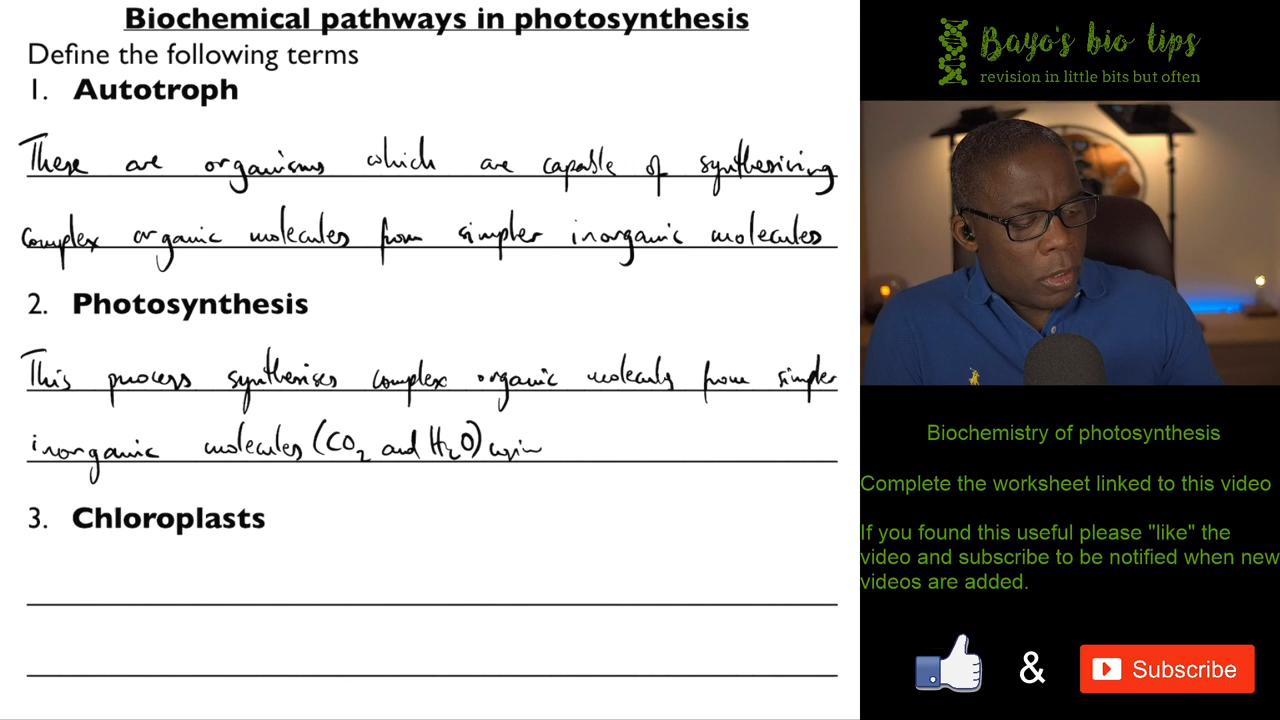 Biochemical pathways in photosynthesis
Define the following terms
1. Autotroph
These are organisms which are capable of synthesising
complex organic molecules from simpler inorganic molecules
2. Photosynthesis
This process synthesises complex organic molecules from simpler
inorganic molecules (CO₂ and H₂O) usin
3. Chloroplasts
Bayo's bio tips
revision in little bits but often
Biochemistry of photosynthesis
Complete the worksheet linked to this video
If you found this useful please "like" the
video and subscribe to be notified when new
videos are added.
&
Subscribe